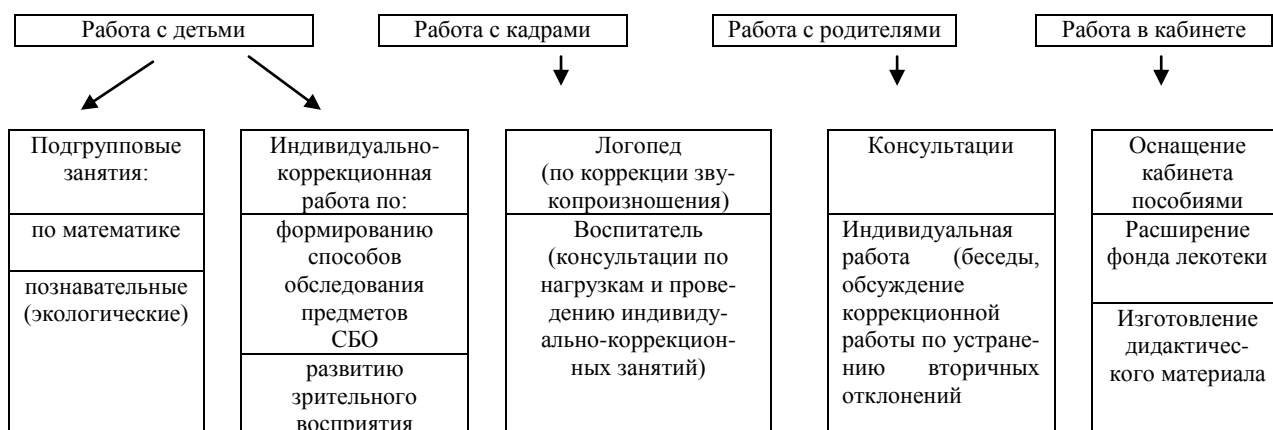 Работа с детьми
Работа с кадрами
Работа с родителями
Работа в кабинете
Подгрупповые
занятия:
по математике
познавательные
(экологические)
Индивидуально-
коррекционная
работа по:
формированию
способов
обследования
предметов
СБО
развитию
зрительного
восприятия
Логопед
(по коррекции зву-
копроизношения)
Воспитатель
(консультации по
нагрузкам и прове-
дению индивиду-
ально-коррекцион-
ных занятий)
Консультации
Индивидуальная
работа (беседы,
обсуждение
коррекционной
работы по устране-
нию вторичных
отклонений
Оснащение
кабинета
пособиями
Расширение
фонда лекотеки
Изготовление
дидактичес-
кого материала